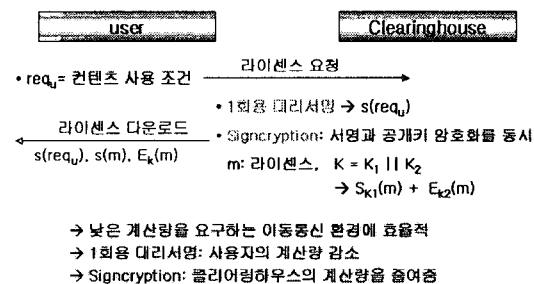 user
Clearinghouse
• req_u= 컨텐츠 사용 조건
라이센스 요청
• 1회용 대리서명 → s(req_u)
라이센스 다운로드
• Signcryption: 서명과 공개키 암호화를 동시
s(req_u), s(m), E_k(m)
m: 라이센스, K = K_1 || K_2
→ S_K1(m) + E_k2(m)
→ 낮은 계산량을 요구하는 이동통신 환경에 효율적
→ 1회용 대리서명: 사용자의 계산량 감소
→ Signcryption: 클리어링하우스의 계산량을 줄여줌